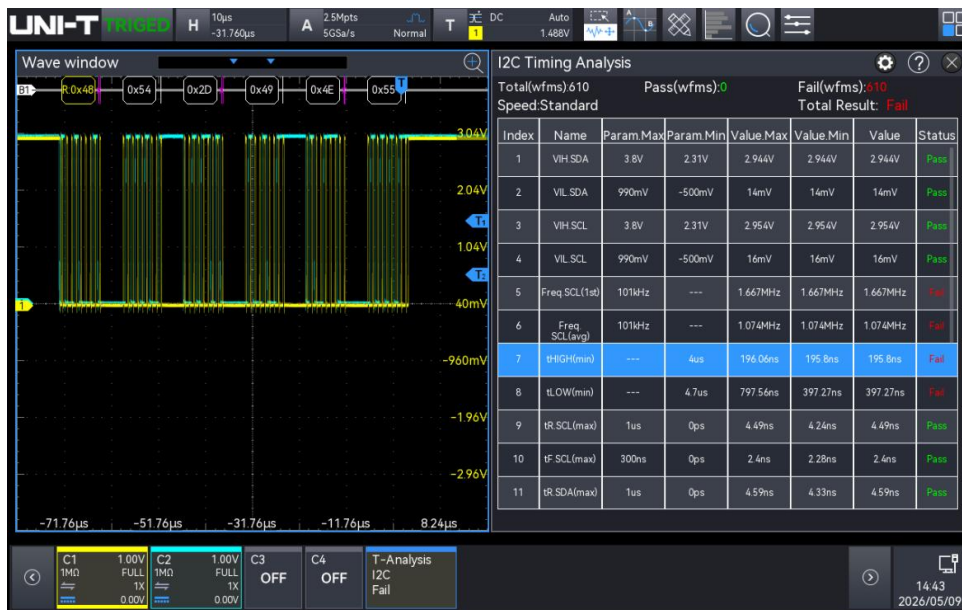 UNI-T TRIGED H 10µs -31.760µs A 2.5Mpts 5GSa/s Normal T 1 DC Auto 1.488V
Wave window
B1 R:0x48 0x54 0x2D 0x49 0x4E 0x55 T
3.04V
2.04V
T1
1.04V
T2
1 40mV
-960mV
-1.96V
-2.96V
-71.76µs -51.76µs -31.76µs -11.76µs 8.24µs
I2C Timing Analysis
Total(wfms).610 Pass(wfms):0 Fail(wfms):610
Speed:Standard Total Result: Fail
Index Name Param.Max Param.Min Value.Max Value.Min Value Status
1 VIH.SDA 3.8V 2.31V 2.944V 2.944V 2.944V Pass
2 VIL.SDA 990mV -500mV 14mV 14mV 14mV Pass
3 VIH.SCL 3.8V 2.31V 2.954V 2.954V 2.954V Pass
4 VIL.SCL 990mV -500mV 16mV 16mV 16mV Pass
5 Freq SCL(1st) 101kHz --- 1.667MHz 1.667MHz 1.667MHz Fail
6 Freq SCL(avg) 101kHz --- 1.074MHz 1.074MHz 1.074MHz Fail
7 tHIGH(min) --- 4us 196.06ns 195.8ns 195.8ns Fail
8 tLOW(min) --- 4.7us 797.56ns 397.27ns 397.27ns Fail
9 tR.SCL(max) 1us 0ps 4.49ns 4.24ns 4.49ns Pass
10 tF.SCL(max) 300ns 0ps 2.4ns 2.28ns 2.4ns Pass
11 tR.SDA(max) 1us 0ps 4.59ns 4.33ns 4.59ns Pass
C1 1.00V 1MΩ FULL 1X 0.00V
C2 1.00V 1MΩ FULL 1X 0.00V
C3 OFF
C4 OFF
T-Analysis
I2C
Fail
14:43
2026/05/09